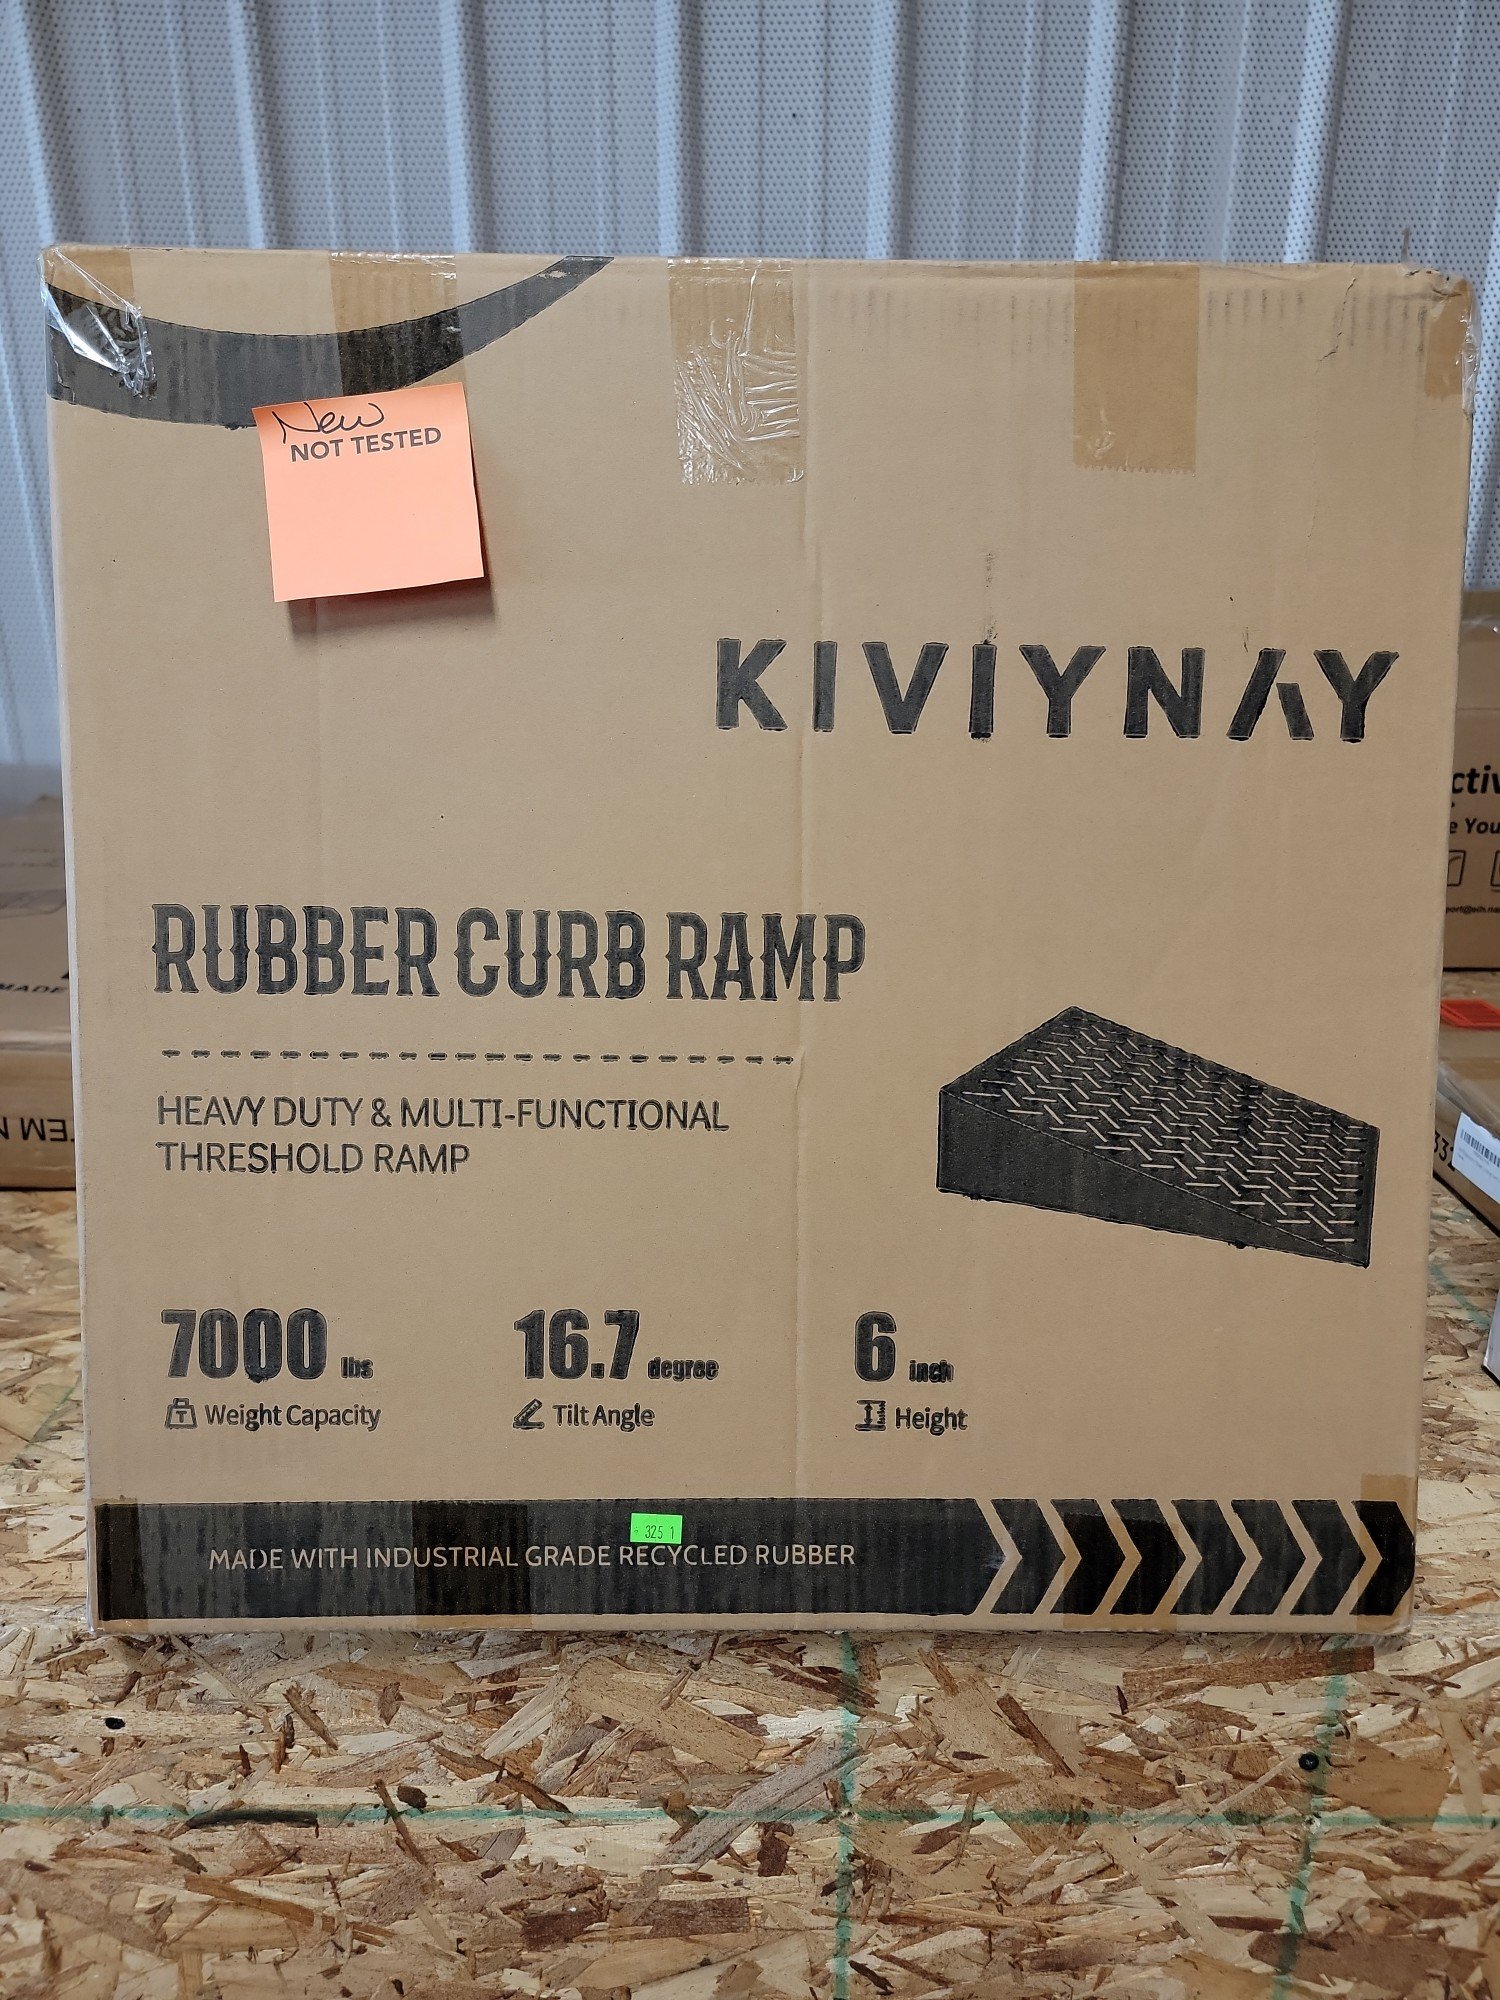 New
NOT TESTED
KIVIYNAY
RUBBER CURB RAMP
HEAVY DUTY & MULTI-FUNCTIONAL
THRESHOLD RAMP
7000 lbs
Weight Capacity
16.7 degree
Tilt Angle
6 inch
Height
325 1
MADE WITH INDUSTRIAL GRADE RECYCLED RUBBER
MADE